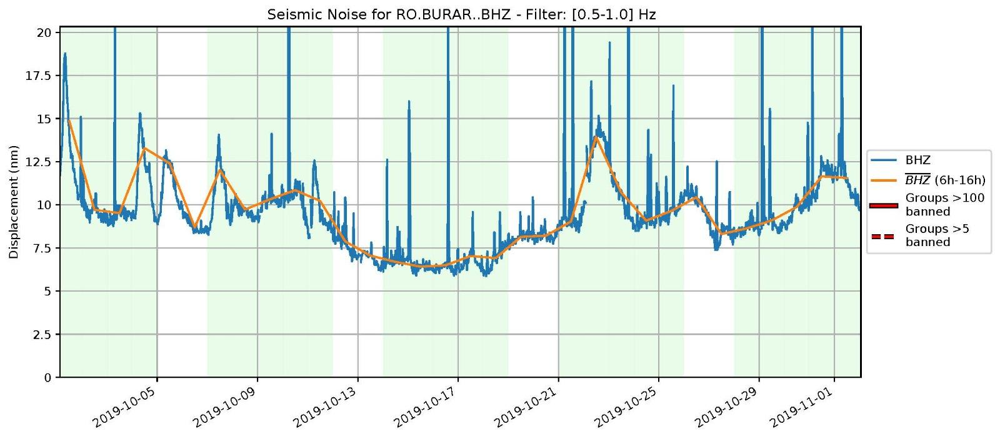 Seismic Noise for RO.BURAR..BHZ - Filter: [0.5-1.0] Hz
Displacement (nm)
20
17.5
15
12.5
10
7.5
5
2.5
0
2019-10-05
2019-10-09
2019-10-13
2019-10-17
2019-10-21
2019-10-25
2019-10-29
2019-11-01
BHZ
BHZ (6h-16h)
Groups >100
banned
Groups >5
banned